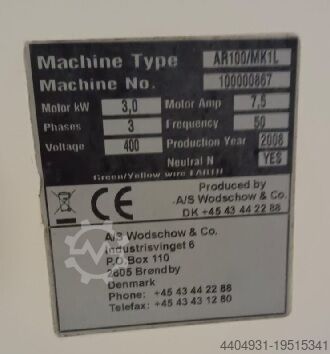 Machine Type AR100/MK1L
Machine No. 100000867
Motor kW 3,0 Motor Amp 7,5
Phases 3 Frequency 50
Voltage 400 Production Year 2008
Neutral N YES
Green/Yellow wire EARTH
Produced by
A/S Wodschow & Co.
DK +45 43 44 22 88
CE
A/S Wodschow & Co.
Industrisvinget 6
P.O.Box 110
2605 Brøndby
Denmark
Phone: +45 43 44 22 88
Telefax: +45 43 43 12 80
4404931-19515341